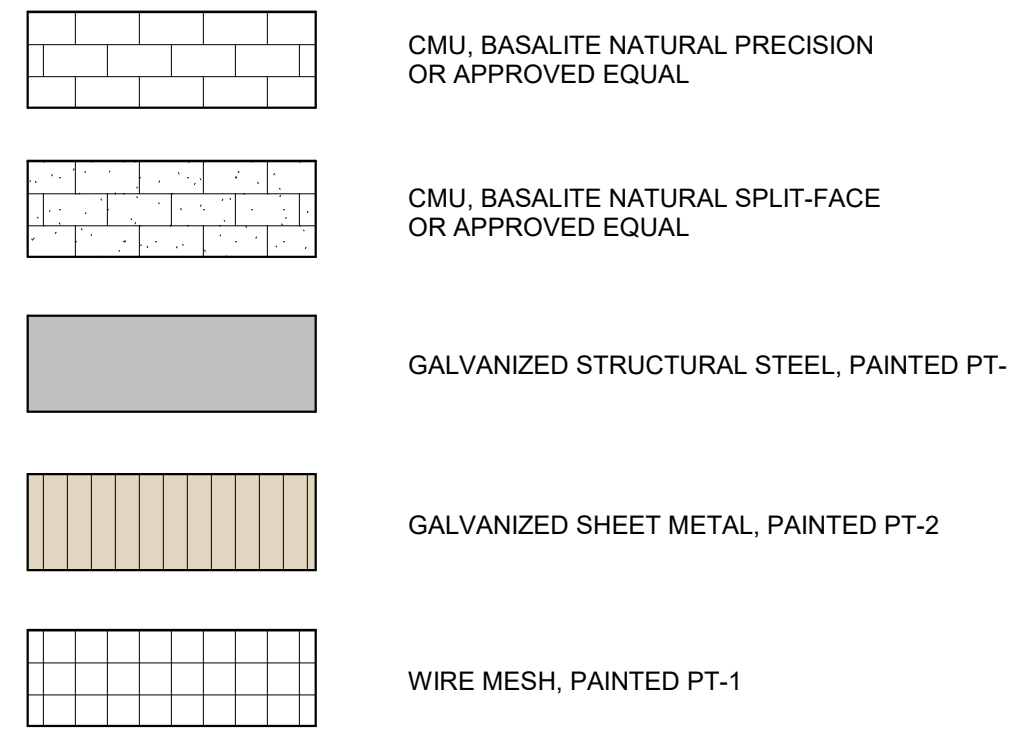 CMU, BASALITE NATURAL PRECISION
OR APPROVED EQUAL
CMU, BASALITE NATURAL SPLIT-FACE
OR APPROVED EQUAL
GALVANIZED STRUCTURAL STEEL, PAINTED PT-
GALVANIZED SHEET METAL, PAINTED PT-2
WIRE MESH, PAINTED PT-1